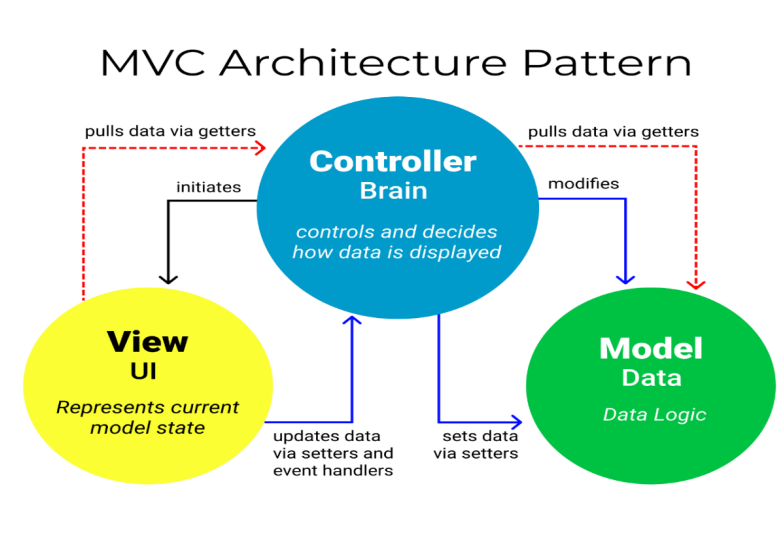 MVC Architecture Pattern
pulls data via getters
pulls data via getters
Controller
Brain
controls and decides
how data is displayed
initiates
modifies
View
UI
Represents current
model state
Model
Data
Data Logic
updates data
via setters and
event handlers
sets data
via setters